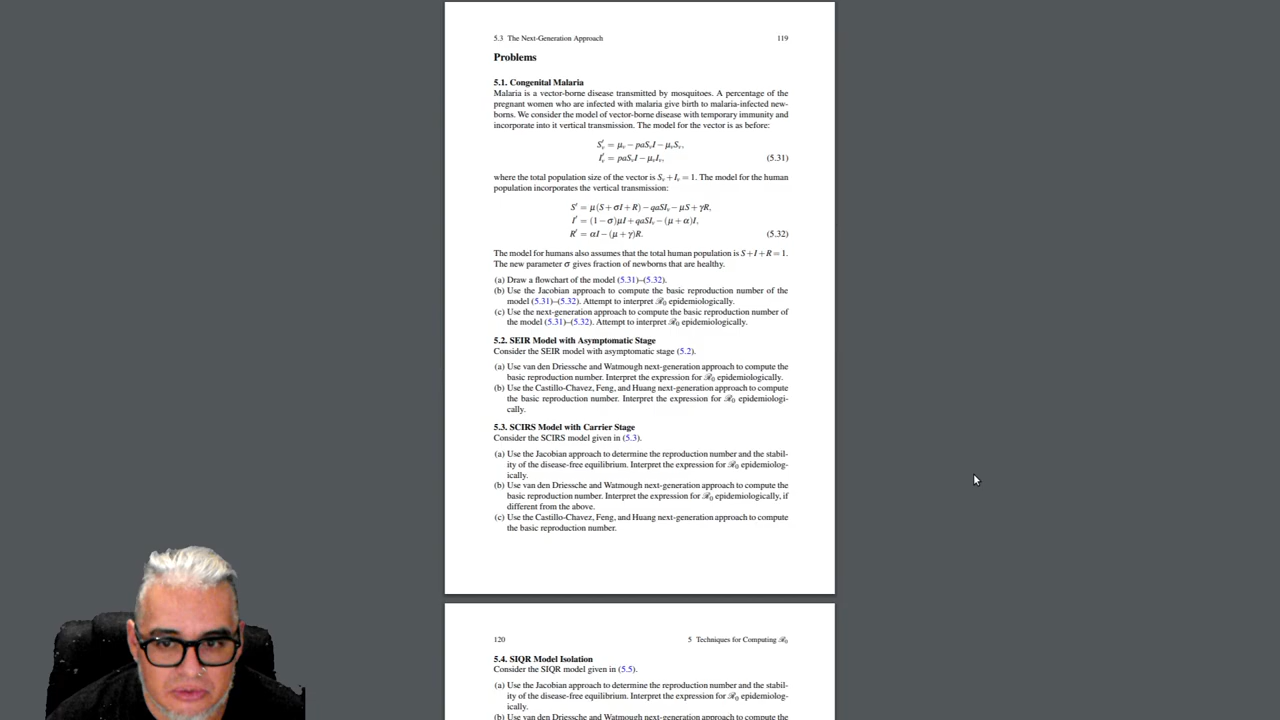 5.3 The Next-Generation Approach 119
Problems
5.1. Congenital Malaria
Malaria is a vector-borne disease transmitted by mosquitoes. A percentage of the
pregnant women who are infected with malaria give birth to malaria-infected new-
borns. We consider the model of vector-borne disease with temporary immunity and
incorporate into it vertical transmission. The model for the vector is as before:
S′ᵥ = μᵥ − paSᵥI − μᵥSᵥ,
I′ᵥ = paSᵥI − μᵥIᵥ, (5.31)
where the total population size of the vector is Sᵥ + Iᵥ = 1. The model for the human
population incorporates the vertical transmission:
S′ = μ(S + σI + R) − qaSIᵥ − μS + γR,
I′ = (1 − σ)μI + qaSIᵥ − (μ + α)I,
R′ = αI − (μ + γ)R. (5.32)
The model for humans also assumes that the total human population is S + I + R = 1.
The new parameter σ gives fraction of newborns that are healthy.
(a) Draw a flowchart of the model (5.31)–(5.32).
(b) Use the Jacobian approach to compute the basic reproduction number of the
model (5.31)–(5.32). Attempt to interpret ℛ₀ epidemiologically.
(c) Use the next-generation approach to compute the basic reproduction number of
the model (5.31)–(5.32). Attempt to interpret ℛ₀ epidemiologically.
5.2. SEIR Model with Asymptomatic Stage
Consider the SEIR model with asymptomatic stage (5.2).
(a) Use van den Driessche and Watmough next-generation approach to compute the
basic reproduction number. Interpret the expression for ℛ₀ epidemiologically.
(b) Use the Castillo-Chavez, Feng, and Huang next-generation approach to compute
the basic reproduction number. Interpret the expression for ℛ₀ epidemiologi-
cally.
5.3. SCIRS Model with Carrier Stage
Consider the SCIRS model given in (5.3).
(a) Use the Jacobian approach to determine the reproduction number and the stabil-
ity of the disease-free equilibrium. Interpret the expression for ℛ₀ epidemiolog-
ically.
(b) Use van den Driessche and Watmough next-generation approach to compute the
basic reproduction number. Interpret the expression for ℛ₀ epidemiologically, if
different from the above.
(c) Use the Castillo-Chavez, Feng, and Huang next-generation approach to compute
the basic reproduction number.
120 5 Techniques for Computing ℛ₀
5.4. SIQR Model Isolation
Consider the SIQR model given in (5.5).
(a) Use the Jacobian approach to determine the reproduction number and the stabil-
ity of the disease-free equilibrium. Interpret the expression for ℛ₀ epidemiolog-
ically.
(b) Use van den Driessche and Watmough next-generation approach to compute the